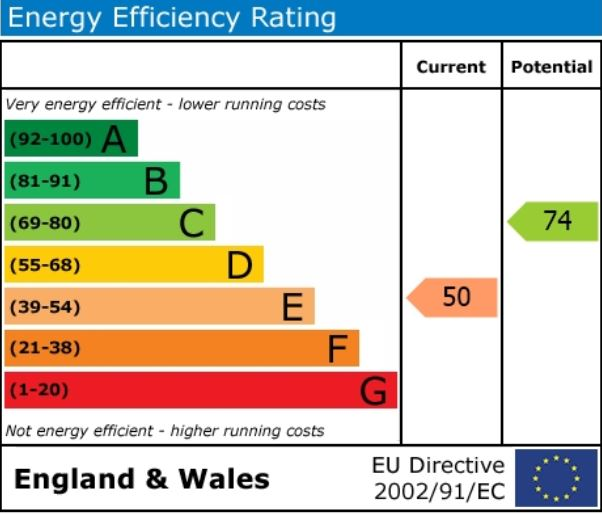 Energy Efficiency Rating
Current Potential
Very energy efficient - lower running costs
(92-100) A
(81-91) B
(69-80) C
74
(55-68) D
(39-54) E
50
(21-38) F
(1-20) G
Not energy efficient - higher running costs
England & Wales
EU Directive
2002/91/EC